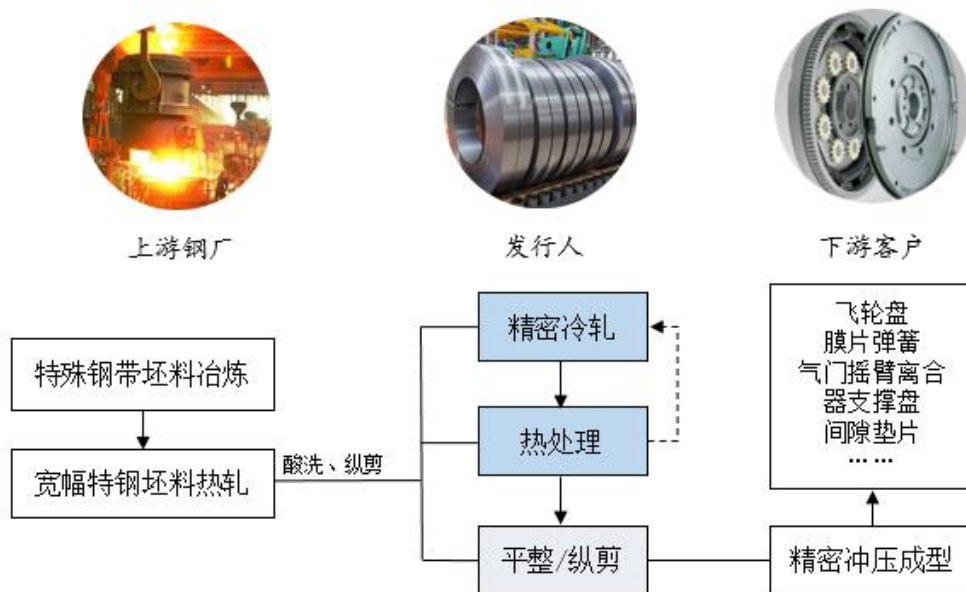 上游钢厂
发行人
下游客户
特殊钢带坯料冶炼
宽幅特钢坯料热轧
酸洗、纵剪
精密冷轧
热处理
平整/纵剪
飞轮盘
膜片弹簧
气门摇臂离合
器支撑盘
间隙垫片
... ...
精密冲压成型